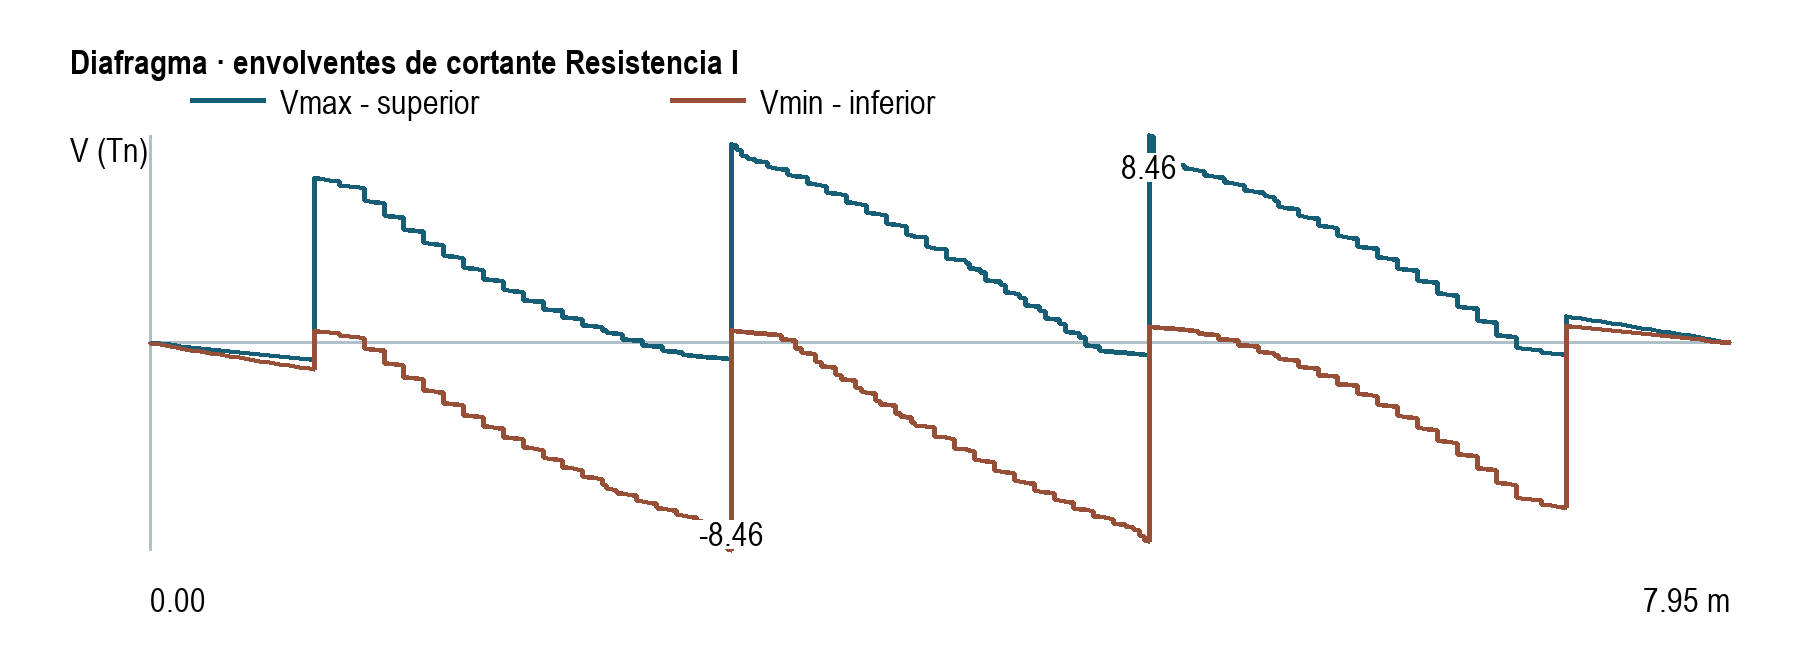 Diafragma · envolventes de cortante Resistencia I
Vmax - superior
Vmin - inferior
V (Tn)
8.46
-8.46
0.00
7.95 m